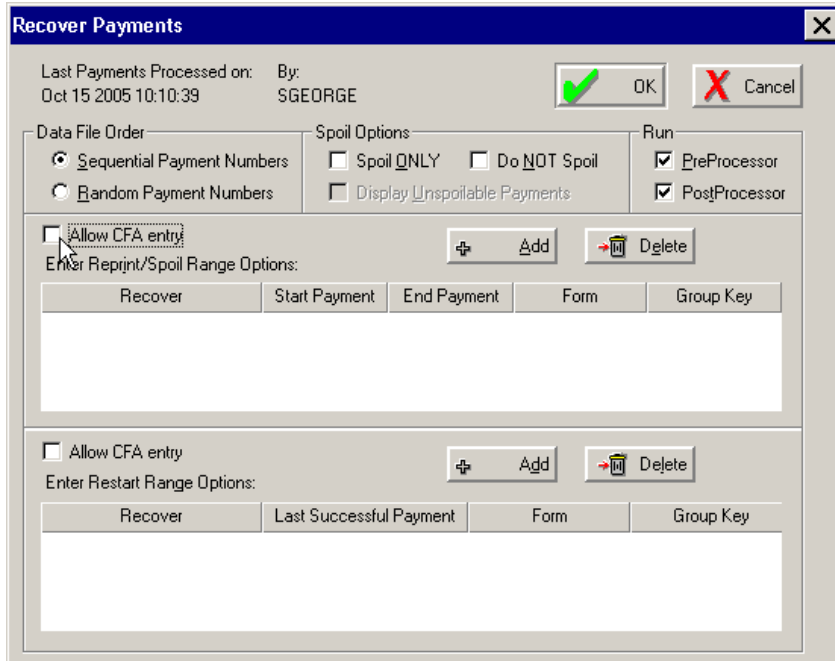 Recover Payments
Last Payments Processed on: By:
Oct 15 2005 10:10:39 SGEORGE
OK Cancel
Data File Order Spoil Options Run
Sequential Payment Numbers Spoil ONLY Do NOT Spoil PreProcessor
Random Payment Numbers Display Unspoilable Payments PostProcessor
Allow CFA entry
Add Delete
Enter Reprint/Spoil Range Options:
Recover Start Payment End Payment Form Group Key
Allow CFA entry
Add Delete
Enter Restart Range Options:
Recover Last Successful Payment Form Group Key